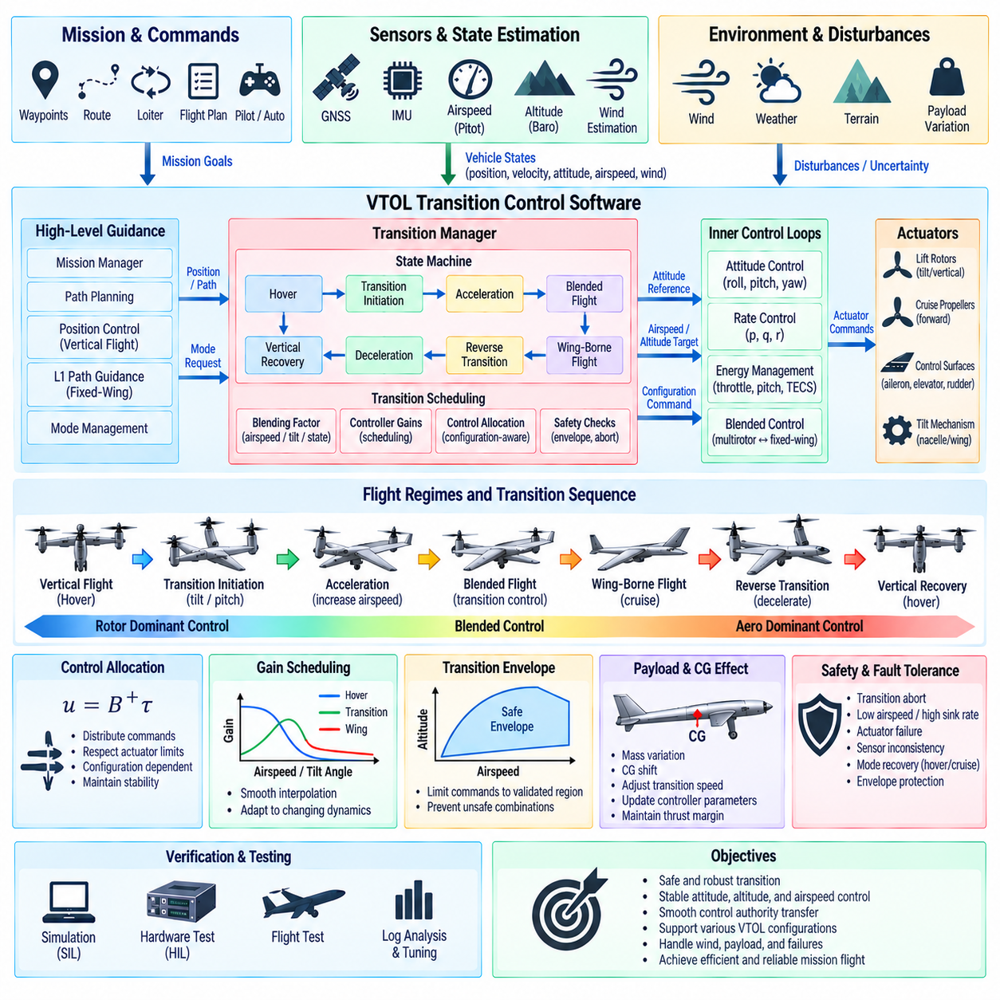 Mission & Commands
Waypoints
Route
Loiter
Flight Plan
Pilot / Auto
Sensors & State Estimation
GNSS
IMU
Airspeed
(Pitot)
Altitude
(Baro)
Wind
Estimation
Environment & Disturbances
Wind
Weather
Terrain
Payload
Variation
Mission Goals
Vehicle States
(position, velocity, attitude, airspeed, wind)
Disturbances / Uncertainty
VTOL Transition Control Software
High-Level Guidance
Mission Manager
Path Planning
Position Control
(Vertical Flight)
L1 Path Guidance
(Fixed-Wing)
Mode Management
Position
/ Path
Mode
Request
Transition Manager
State Machine
Hover
Transition
Initiation
Acceleration
Blended
Flight
Vertical
Recovery
Deceleration
Reverse
Transition
Wing-Borne
Flight
Transition Scheduling
Blending Factor
(airspeed / tilt / state)
Controller Gains
(scheduling)
Control Allocation
(configuration-aware)
Safety Checks
(envelope, abort)
Attitude
Reference
Airspeed /
Altitude Target
Configuration
Command
Inner Control Loops
Attitude Control
(roll, pitch, yaw)
Rate Control
(p, q, r)
Energy Management
(throttle, pitch, TECS)
Blended Control
(multirotor ↔ fixed-wing)
Actuator
Commands
Actuators
Lift Rotors
(tilt/vertical)
Cruise Propellers
(forward)
Control Surfaces
(aileron, elevator, rudder)
Tilt Mechanism
(nacelle/wing)
Flight Regimes and Transition Sequence
Vertical Flight
(Hover)
Transition Initiation
(tilt / pitch)
Acceleration
(increase airspeed)
Blended Flight
(transition control)
Wing-Borne Flight
(cruise)
Reverse Transition
(decelerate)
Vertical Recovery
(hover)
Rotor Dominant Control
Blended Control
Aero Dominant Control
Control Allocation
u = B⁺τ
• Distribute commands
• Respect actuator limits
• Configuration dependent
• Maintain stability
Gain Scheduling
Gain
Hover
Transition
Wing
Airspeed / Tilt Angle
• Smooth interpolation
• Adapt to changing dynamics
Transition Envelope
Altitude
Safe
Envelope
Airspeed
• Limit commands to validated region
• Prevent unsafe combinations
Payload & CG Effect
CG
• Mass variation
• CG shift
• Adjust transition speed
• Update controller parameters
• Maintain thrust margin
Safety & Fault Tolerance
• Transition abort
• Low airspeed / high sink rate
• Actuator failure
• Sensor inconsistency
• Mode recovery (hover/cruise)
• Envelope protection
Verification & Testing
Simulation
(SIL)
Hardware Test
(HIL)
Flight Test
Log Analysis
& Tuning
Objectives
• Safe and robust transition
• Stable attitude, altitude, and airspeed control
• Smooth control authority transfer
• Support various VTOL configurations
• Handle wind, payload, and failures
• Achieve efficient and reliable mission flight